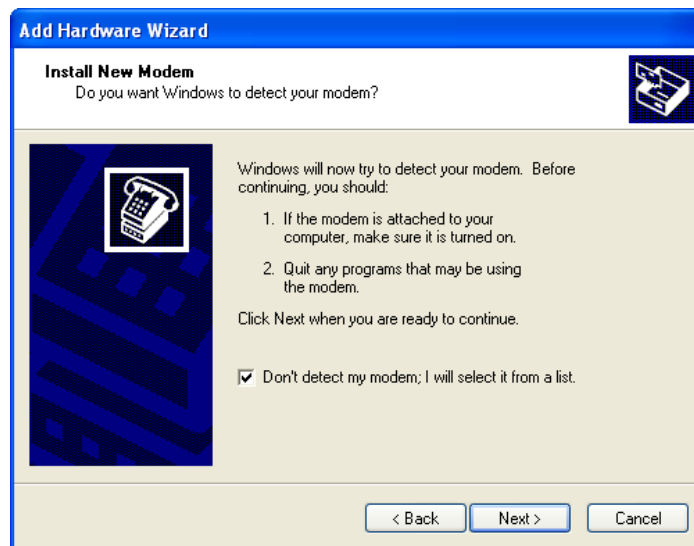 Add Hardware Wizard
Install New Modem
Do you want Windows to detect your modem?
Windows will now try to detect your modem.  Before
continuing, you should:
1. If the modem is attached to your
computer, make sure it is turned on.
2. Quit any programs that may be using
the modem.
Click Next when you are ready to continue.
Don't detect my modem; I will select it from a list.
< Back
Next >
Cancel